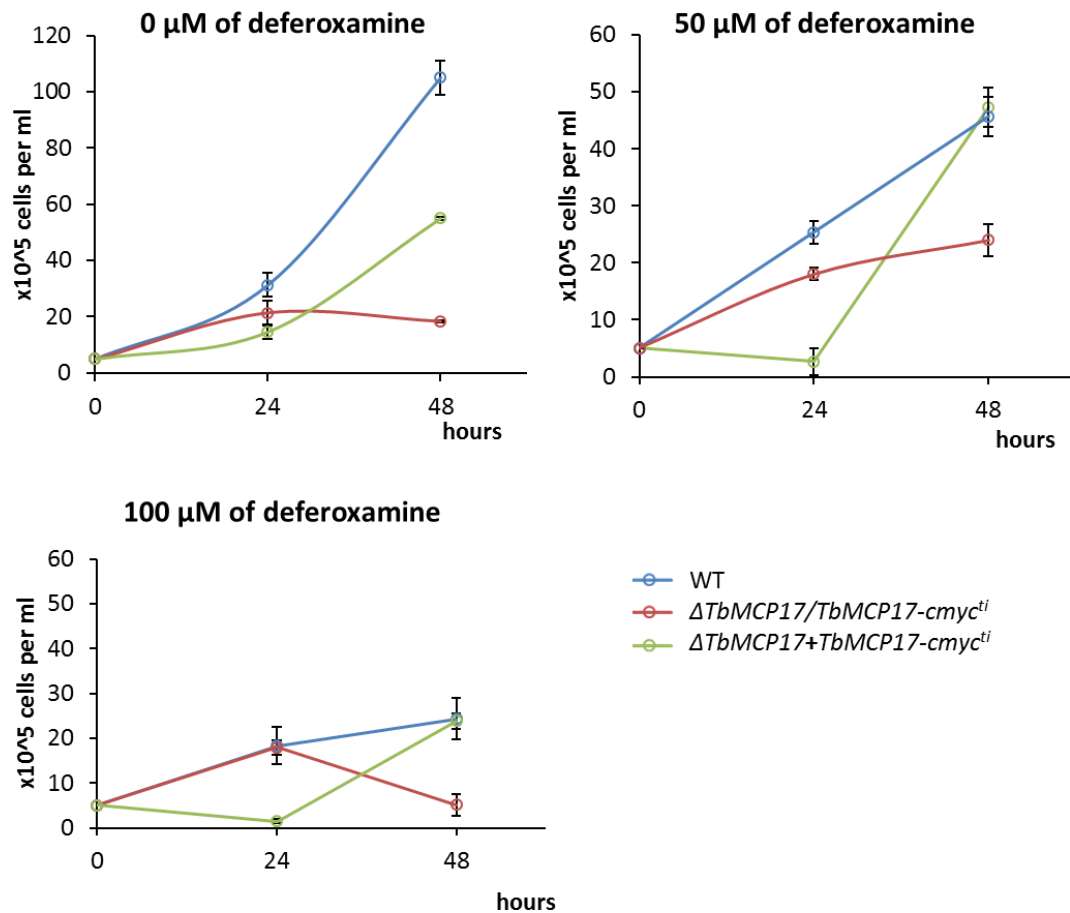 0 µM of deferoxamine
x10^5 cells per ml
120
100
80
60
40
20
0
0 24 48
hours
50 µM of deferoxamine
x10^5 cells per ml
60
50
40
30
20
10
0
0 24 48
hours
100 µM of deferoxamine
x10^5 cells per ml
60
50
40
30
20
10
0
0 24 48
hours
WT
ΔTbMCP17/TbMCP17-cmycᵗⁱ
ΔTbMCP17+TbMCP17-cmycᵗⁱ